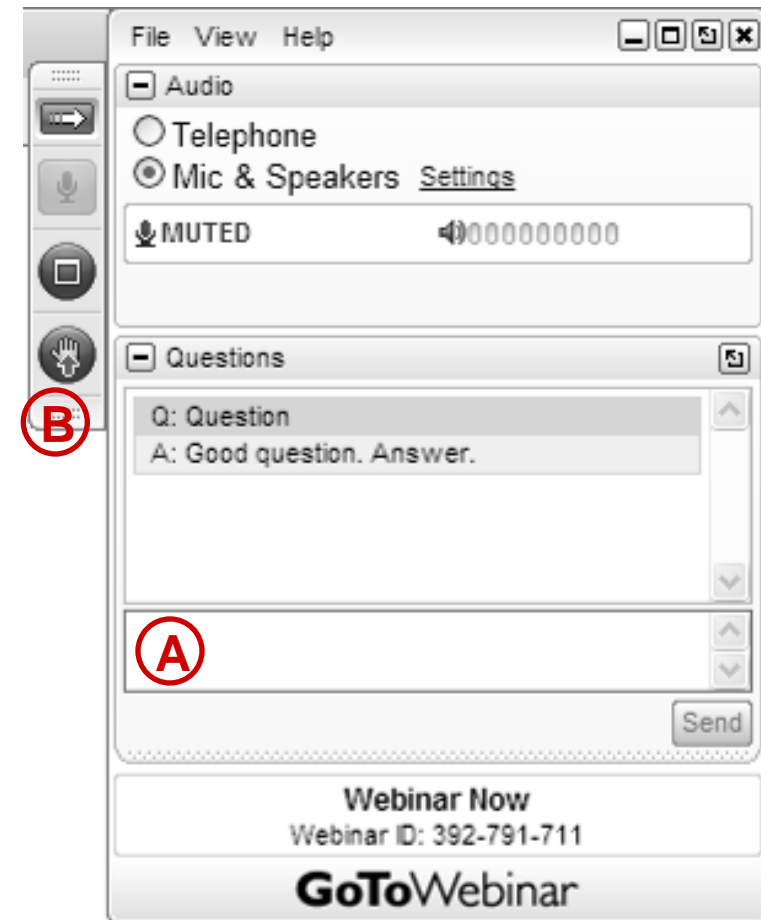 File View Help
Audio
Telephone
Mic & Speakers Settings
MUTED
Questions
B
Q: Question
A: Good question. Answer.
A
Send
Webinar Now
Webinar ID: 392-791-711
GoToWebinar